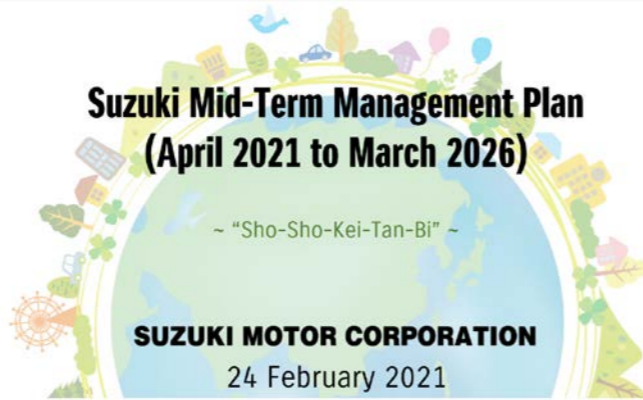 Suzuki Mid-Term Management Plan
(April 2021 to March 2026)
~ “Sho-Sho-Kei-Tan-Bi” ~
SUZUKI MOTOR CORPORATION
24 February 2021